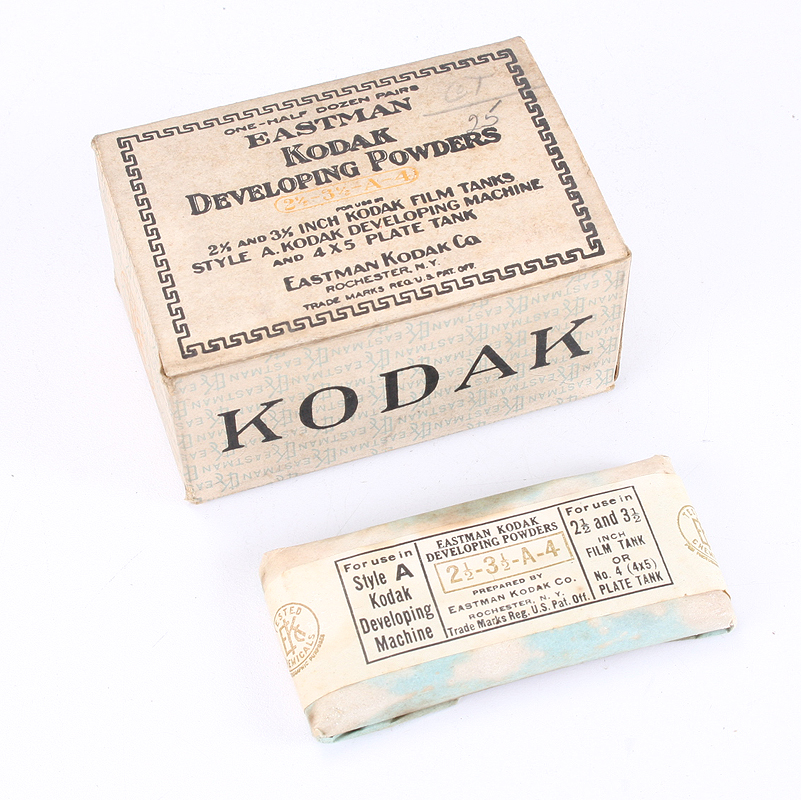 ONE-HALF DOZEN PAIRS
EASTMAN
KODAK
DEVELOPING POWDERS
2½-3½-A-4
FOR USE IN
2½ AND 3½ INCH KODAK FILM TANKS
STYLE A. KODAK DEVELOPING MACHINE
AND 4X5 PLATE TANK
EASTMAN KODAK CO.
ROCHESTER, N.Y.
TRADE MARKS REG. U.S. PAT. OFF.
25
KODAK
For use in
Style A
Kodak
Developing
Machine
EASTMAN KODAK
DEVELOPING POWDERS
2½-3½-A-4
PREPARED BY
EASTMAN KODAK CO.
ROCHESTER, N. Y.
Trade Marks Reg. U.S. Pat. Off.
For use in
2½ and 3½
INCH
FILM TANK
OR
No. 4 (4x5)
PLATE TANK
TESTED
CHEMICALS